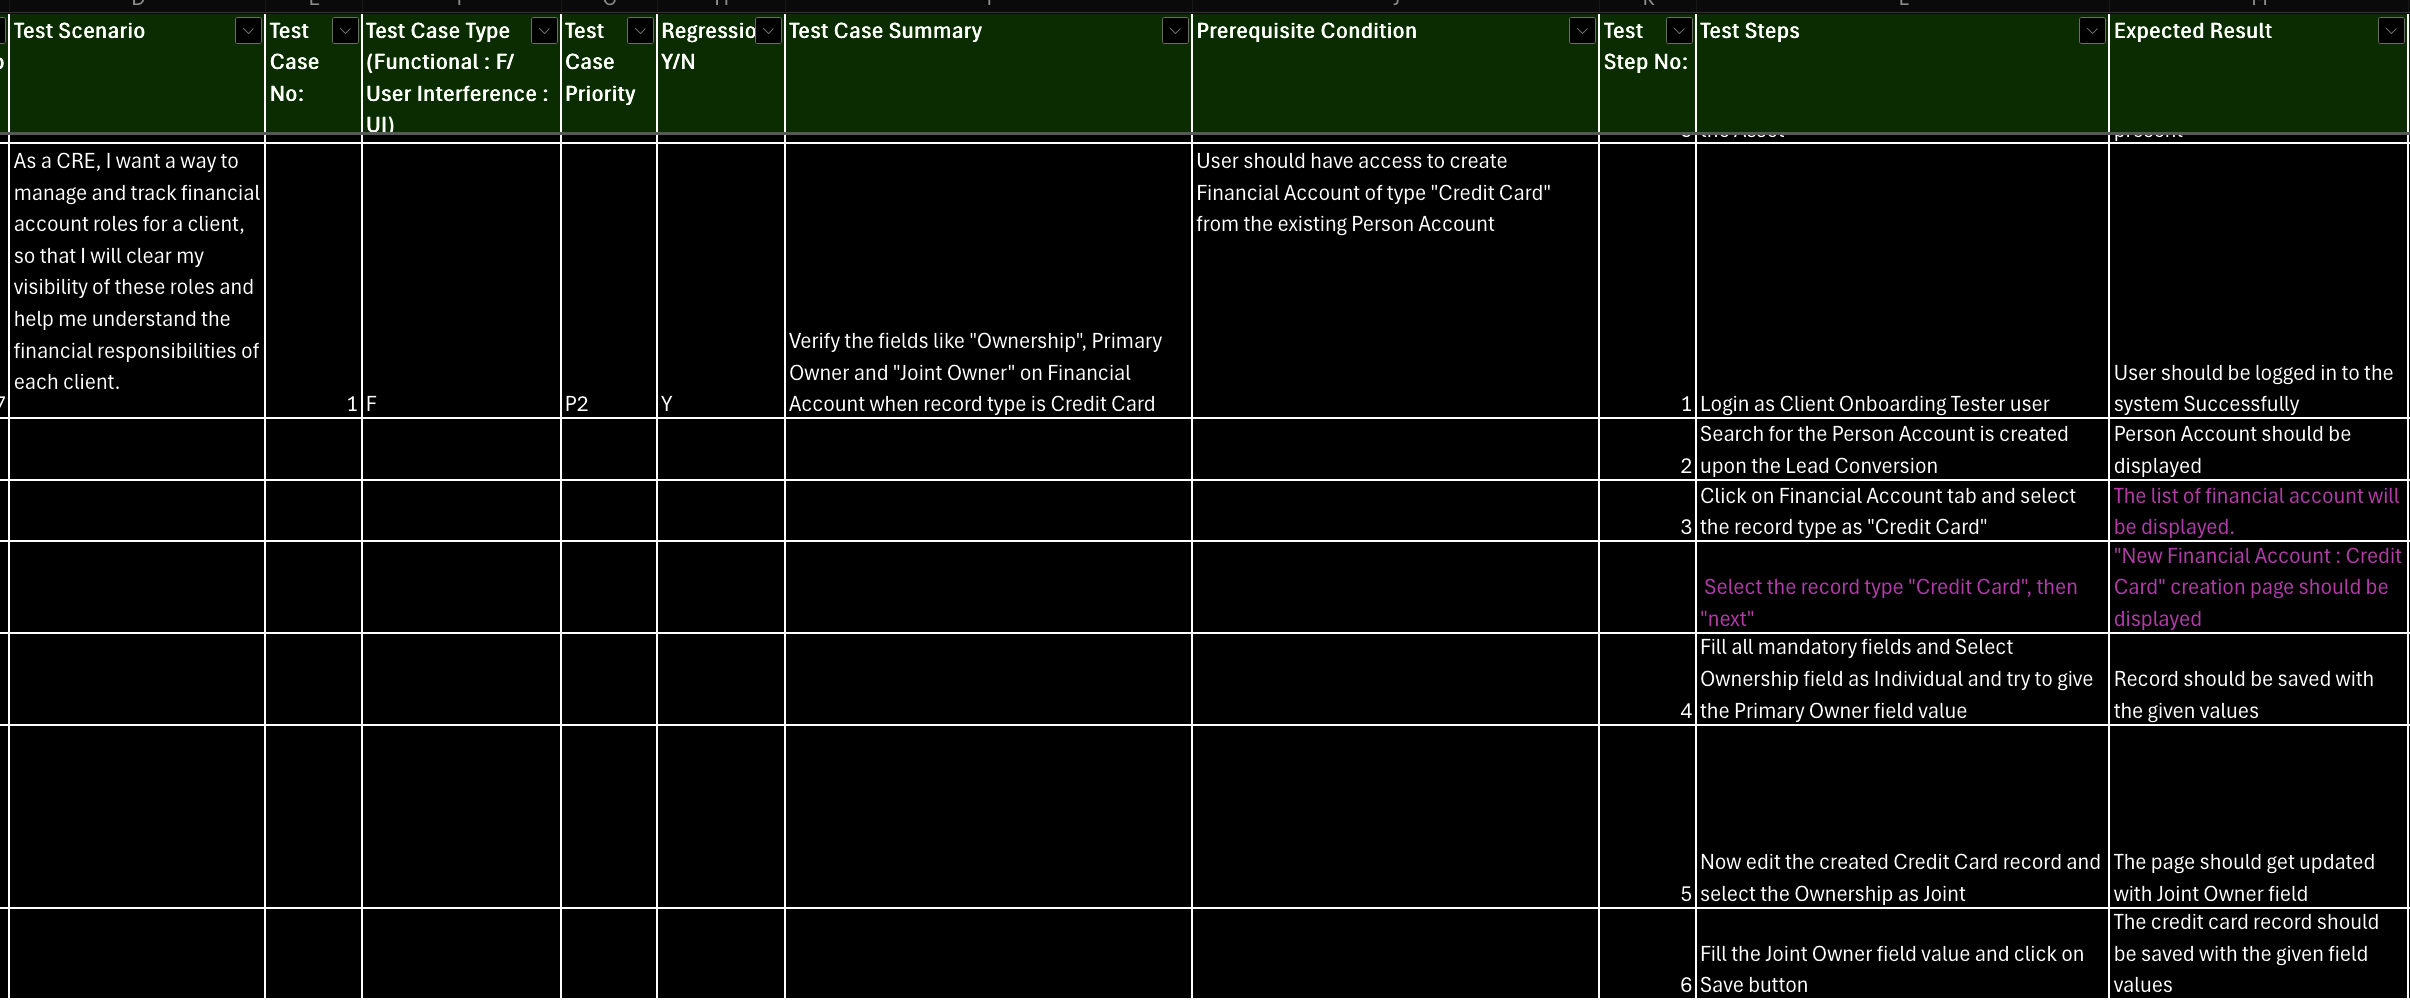 Test Scenario
Test
Case
No:
Test Case Type
(Functional : F/
User Interference :
UI)
Test
Case
Priority
Regressio
Y/N
Test Case Summary
Prerequisite Condition
Test
Step No:
Test Steps
Expected Result
As a CRE, I want a way to
manage and track financial
account roles for a client,
so that I will clear my
visibility of these roles and
help me understand the
financial responsibilities of
each client.
1
F
P2
Y
Verify the fields like "Ownership", Primary
Owner and "Joint Owner" on Financial
Account when record type is Credit Card
User should have access to create
Financial Account of type "Credit Card"
from the existing Person Account
1
Login as Client Onboarding Tester user
User should be logged in to the
system Successfully
2
Search for the Person Account is created
upon the Lead Conversion
Person Account should be
displayed
3
Click on Financial Account tab and select
the record type as "Credit Card"
The list of financial account will
be displayed.
Select the record type "Credit Card", then
"next"
"New Financial Account : Credit
Card" creation page should be
displayed
4
Fill all mandatory fields and Select
Ownership field as Individual and try to give
the Primary Owner field value
Record should be saved with
the given values
5
Now edit the created Credit Card record and
select the Ownership as Joint
The page should get updated
with Joint Owner field
6
Fill the Joint Owner field value and click on
Save button
The credit card record should
be saved with the given field
values